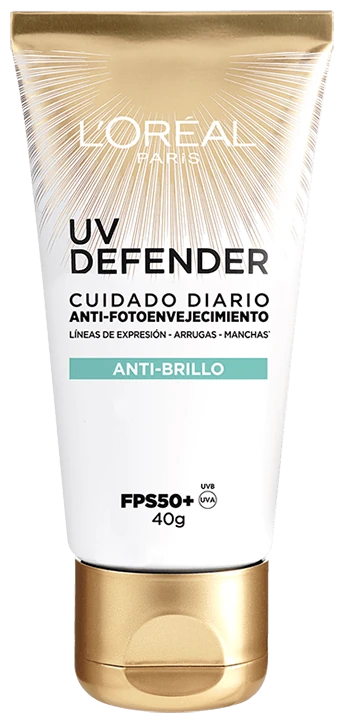 L'ORÉAL
PARIS
UV
DEFENDER
CUIDADO DIARIO
ANTI-FOTOENVEJECIMIENTO
LÍNEAS DE EXPRESIÓN - ARRUGAS - MANCHAS*
ANTI-BRILLO
UVB
FPS50+ UVA
40g